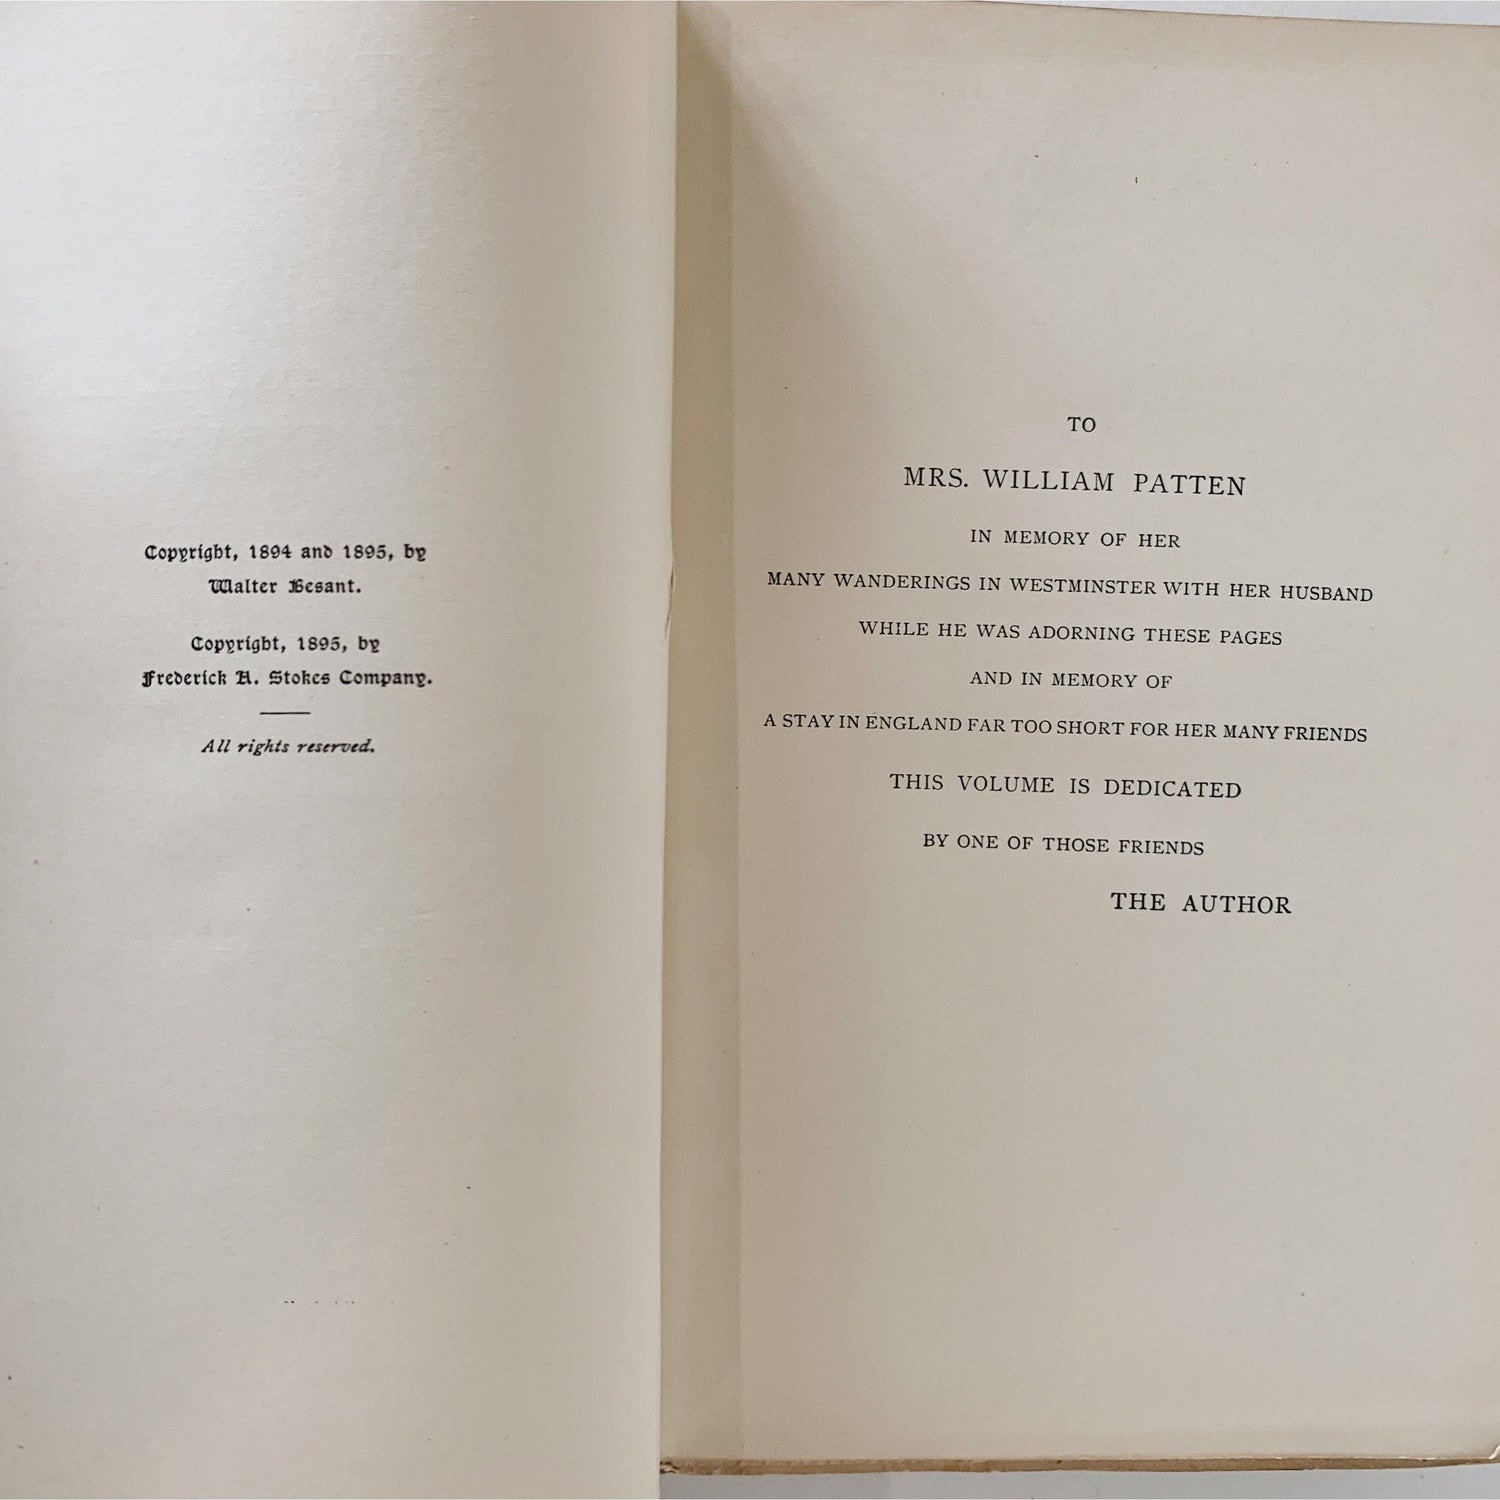 Copyright, 1894 and 1895, by
Walter Besant.
Copyright, 1895, by
Frederick A. Stokes Company.
All rights reserved.
TO
MRS. WILLIAM PATTEN
IN MEMORY OF HER
MANY WANDERINGS IN WESTMINSTER WITH HER HUSBAND
WHILE HE WAS ADORNING THESE PAGES
AND IN MEMORY OF
A STAY IN ENGLAND FAR TOO SHORT FOR HER MANY FRIENDS
THIS VOLUME IS DEDICATED
BY ONE OF THOSE FRIENDS
THE AUTHOR